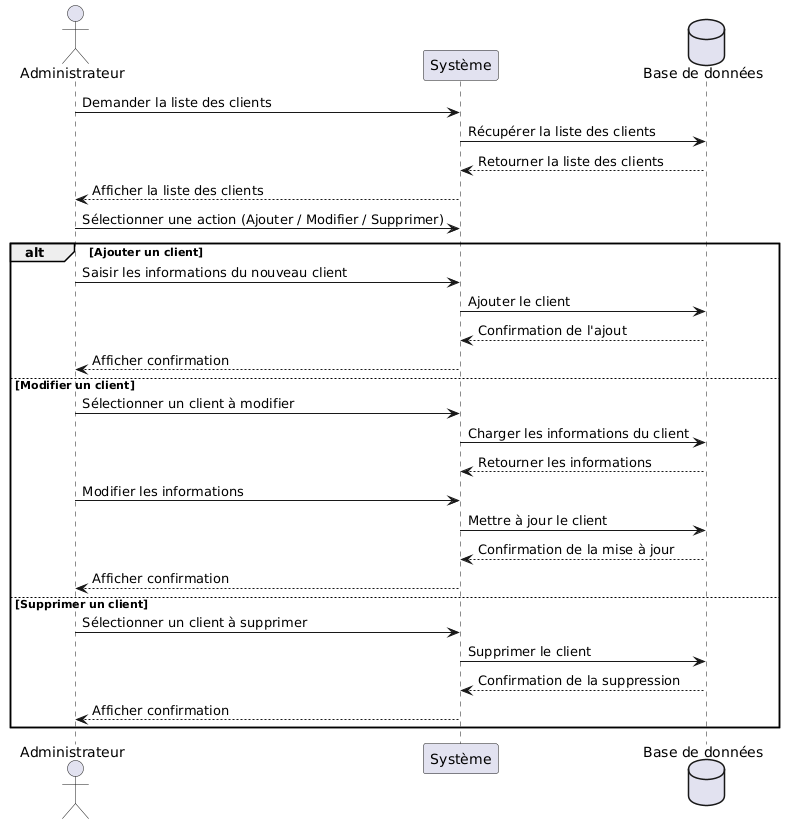 Administrateur
Système
Base de données
Demander la liste des clients
Récupérer la liste des clients
Retourner la liste des clients
Afficher la liste des clients
Sélectionner une action (Ajouter / Modifier / Supprimer)
alt
[Ajouter un client]
Saisir les informations du nouveau client
Ajouter le client
Confirmation de l'ajout
Afficher confirmation
[Modifier un client]
Sélectionner un client à modifier
Charger les informations du client
Retourner les informations
Modifier les informations
Mettre à jour le client
Confirmation de la mise à jour
Afficher confirmation
[Supprimer un client]
Sélectionner un client à supprimer
Supprimer le client
Confirmation de la suppression
Afficher confirmation
Administrateur
Système
Base de données